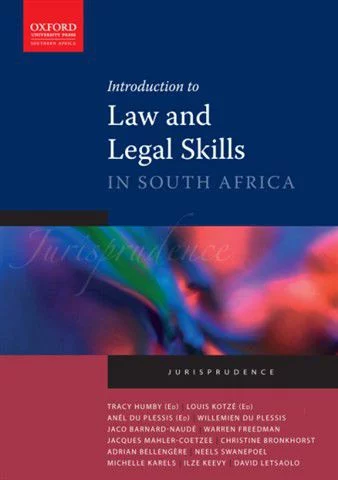 OXFORD
UNIVERSITY PRESS
SOUTHERN AFRICA
Introduction to
Law and
Legal Skills
IN SOUTH AFRICA
Jurisprudence
JURISPRUDENCE
TRACY HUMBY (ED) | LOUIS KOTZÉ (ED)
ANÉL DU PLESSIS (ED) | WILLEMIEN DU PLESSIS
JACO BARNARD-NAUDÉ | WARREN FREEDMAN
JACQUES MAHLER-COETZEE | CHRISTINE BRONKHORST
ADRIAN BELLENGÈRE | NEELS SWANEPOEL
MICHELLE KARELS | ILZE KEEVY | DAVID LETSAOLO